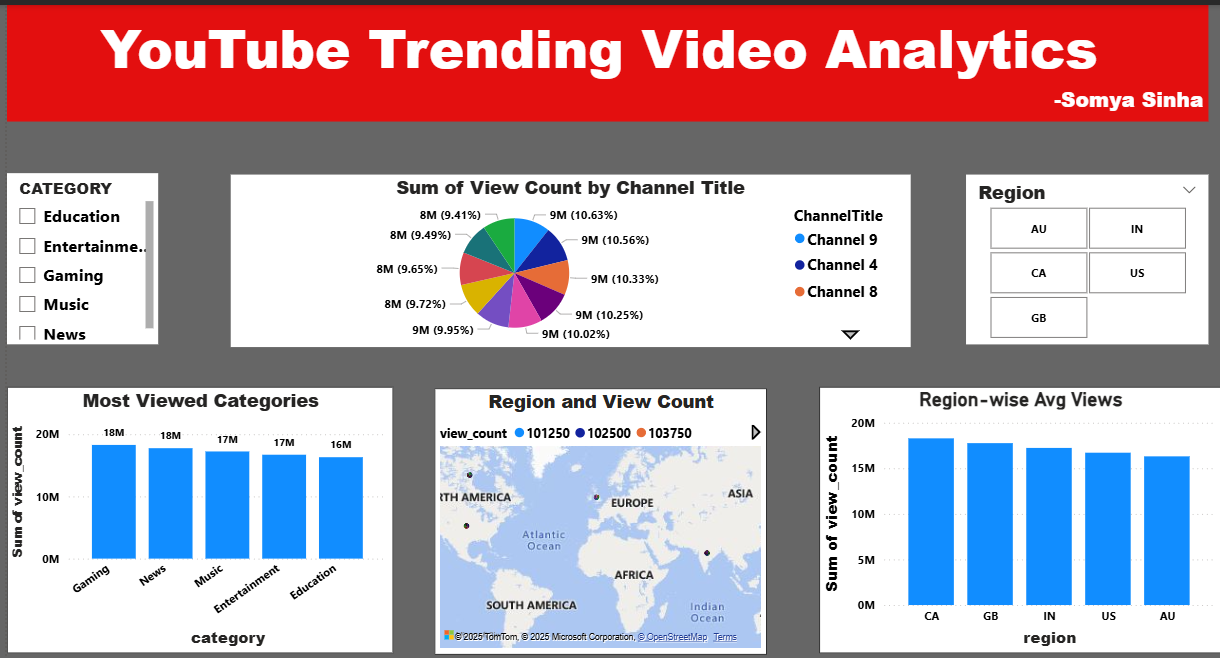 YouTube Trending Video Analytics
-Somya Sinha
CATEGORY
Education
Entertainme..
Gaming
Music
News
Sum of View Count by Channel Title
8M (9.41%)
9M (10.63%)
8M (9.49%)
9M (10.56%)
8M (9.65%)
9M (10.33%)
8M (9.72%)
9M (10.25%)
9M (9.95%)
9M (10.02%)
ChannelTitle
Channel 9
Channel 4
Channel 8
Region
AU
IN
CA
US
GB
Most Viewed Categories
Sum of view_count
20M
10M
0M
18M
18M
17M
17M
16M
Gaming
News
Music
Entertainment
Education
category
Region and View Count
view_count 101250 102500 103750
RTH AMERICA
EUROPE
ASIA
Atlantic
Ocean
AFRICA
SOUTH AMERICA
Indian
Ocean
© 2025 TomTom, © 2025 Microsoft Corporation, © OpenStreetMap Terms
Region-wise Avg Views
Sum of view_count
20M
15M
10M
5M
0M
CA
GB
IN
US
AU
region